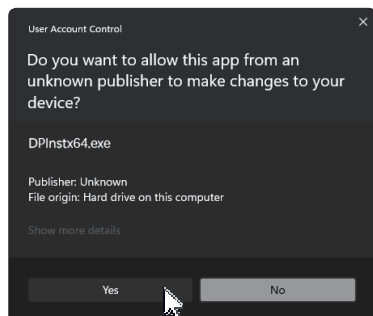 User Account Control
Do you want to allow this app from an
unknown publisher to make changes to your
device?
DPInstx64.exe
Publisher: Unknown
File origin: Hard drive on this computer
Show more details
Yes
No